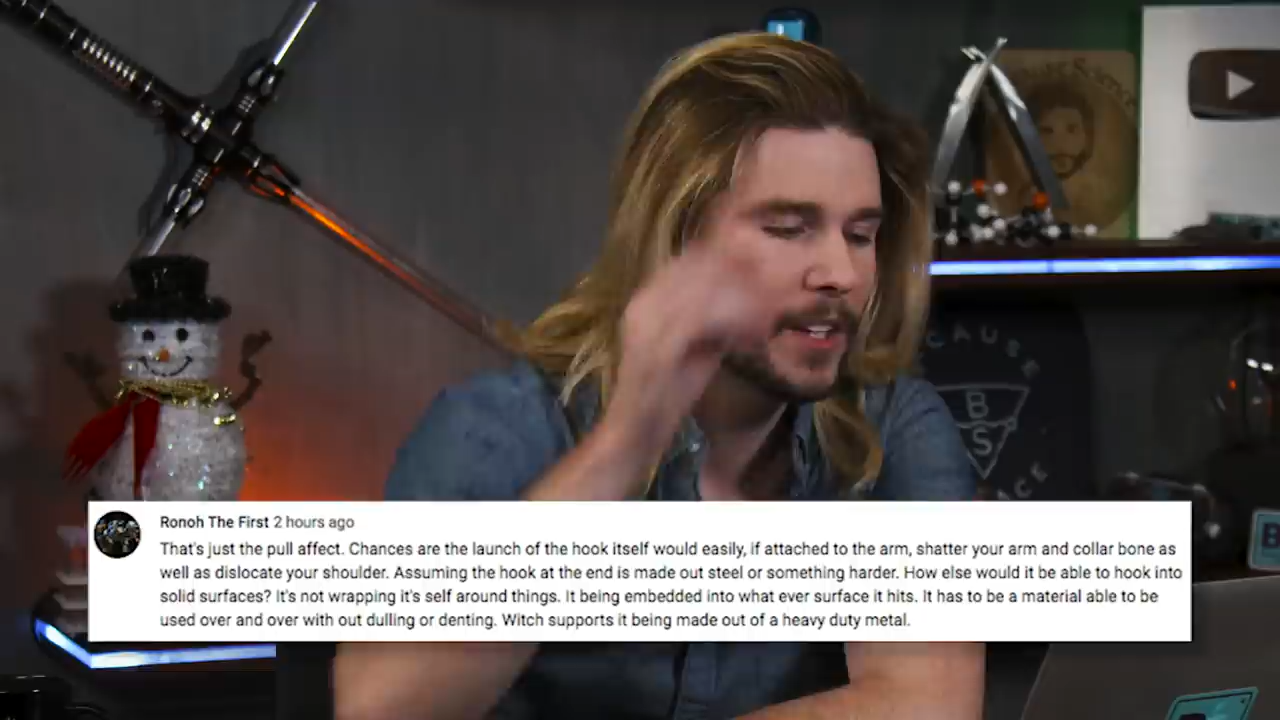 Ronoh The First 2 hours ago
That's just the pull affect. Chances are the launch of the hook itself would easily, if attached to the arm, shatter your arm and collar bone as
well as dislocate your shoulder. Assuming the hook at the end is made out steel or something harder. How else would it be able to hook into
solid surfaces? It's not wrapping it's self around things. It being embedded into what ever surface it hits. It has to be a material able to be
used over and over with out dulling or denting. Witch supports it being made out of a heavy duty metal.
CAUSE
B
S